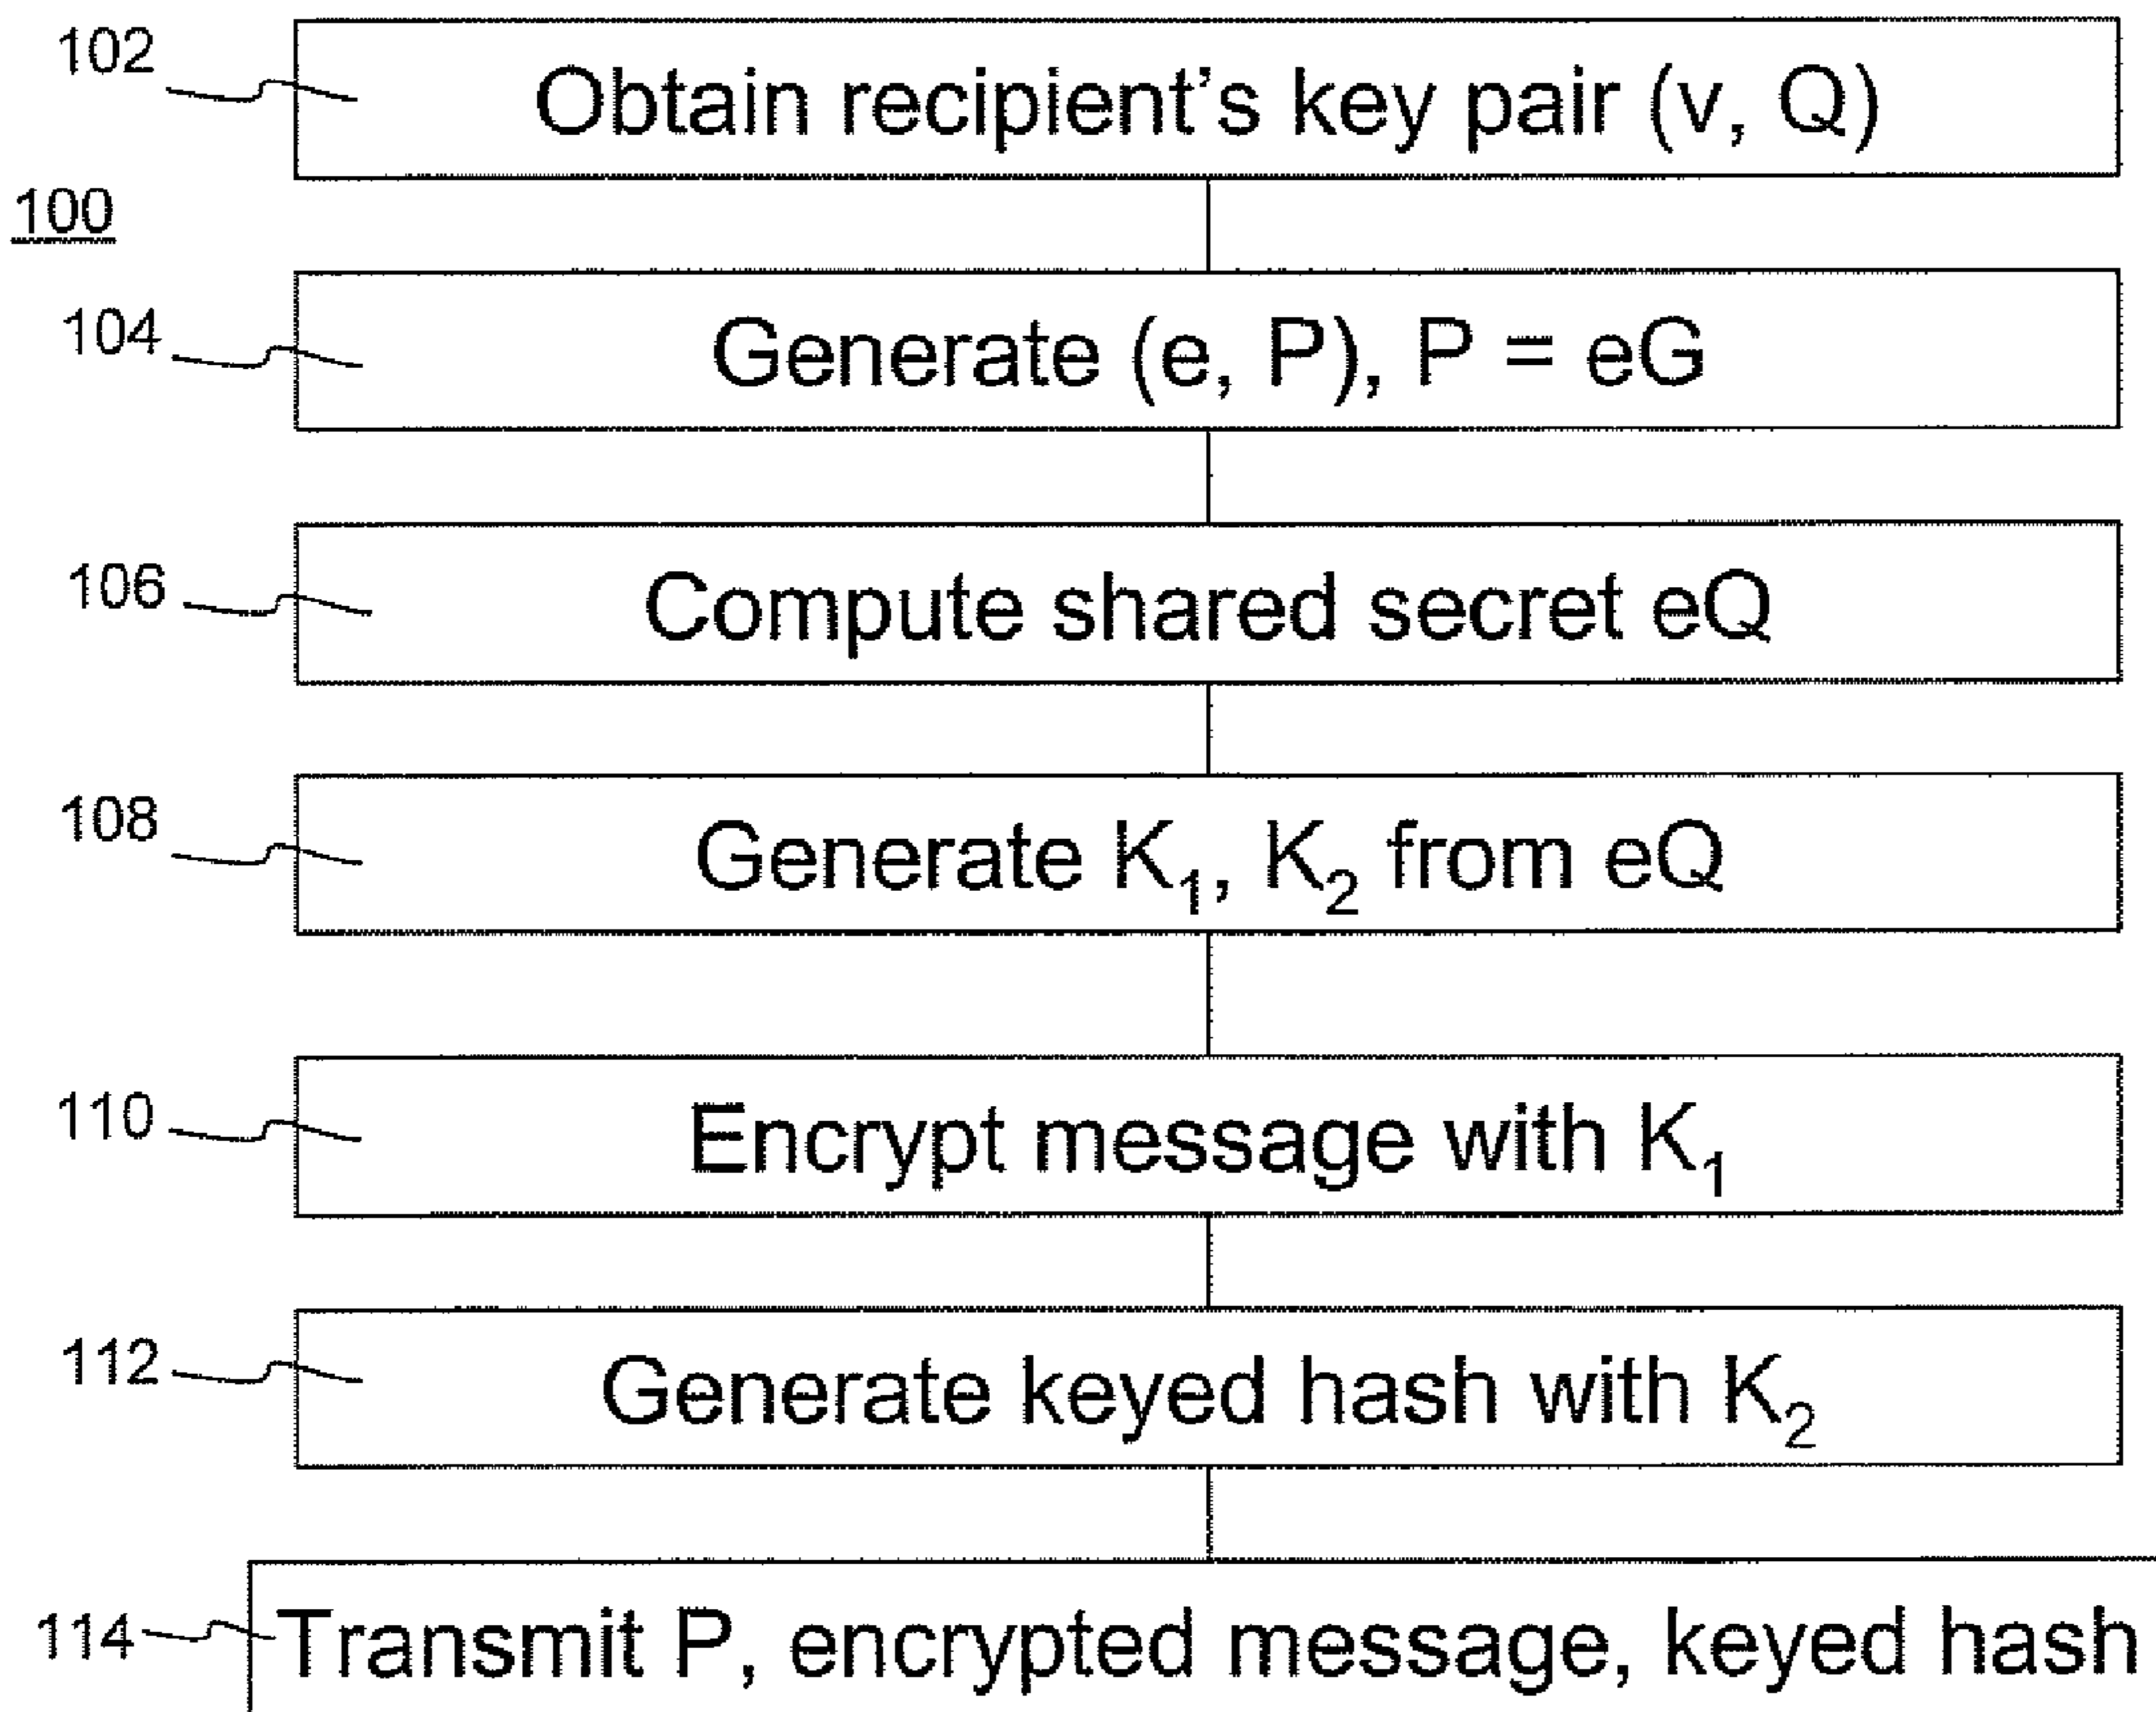 102
Obtain recipient's key pair (v, Q)
100
104
Generate (e, P), P = eG
106
Compute shared secret eQ
108
Generate K₁, K₂ from eQ
110
Encrypt message with K₁
112
Generate keyed hash with K₂
114
Transmit P, encrypted message, keyed hash